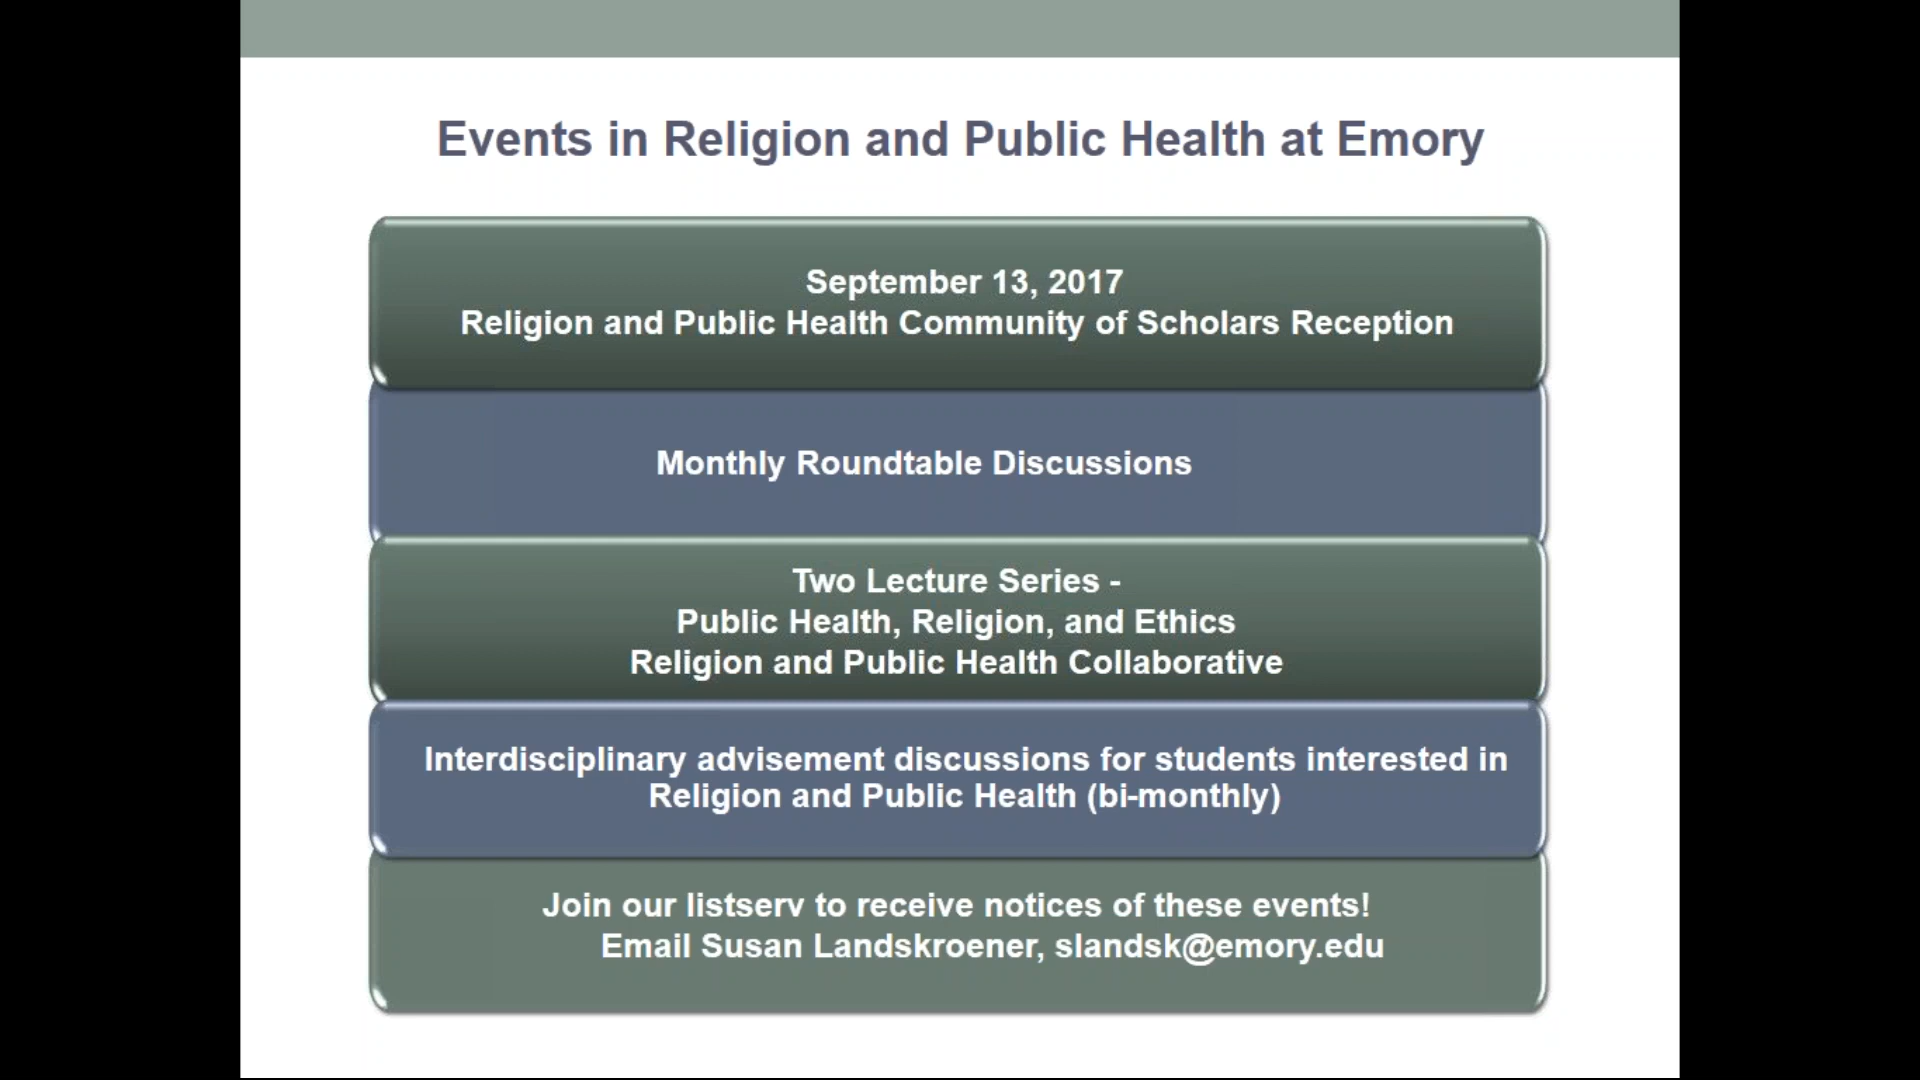 Events in Religion and Public Health at Emory
September 13, 2017
Religion and Public Health Community of Scholars Reception
Monthly Roundtable Discussions
Two Lecture Series -
Public Health, Religion, and Ethics
Religion and Public Health Collaborative
Interdisciplinary advisement discussions for students interested in
Religion and Public Health (bi-monthly)
Join our listserv to receive notices of these events!
Email Susan Landskroener, slandsk@emory.edu